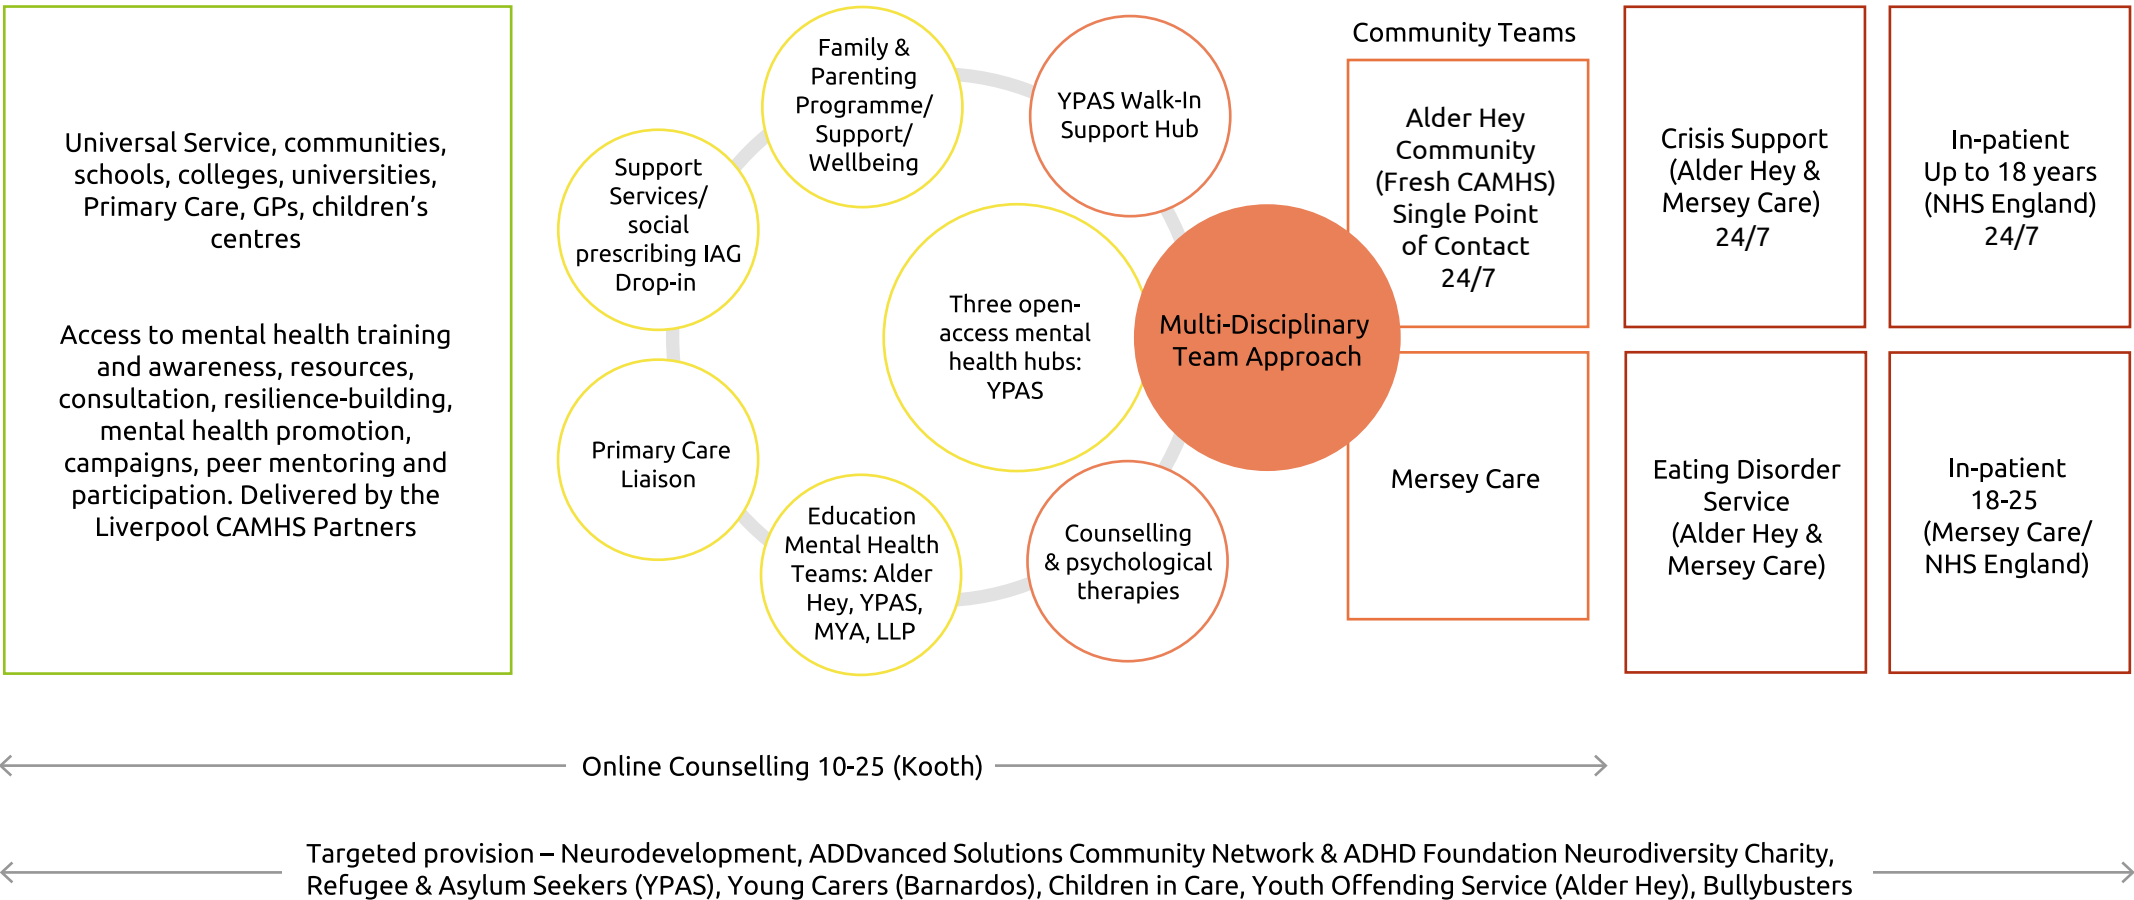 Universal Service, communities,
schools, colleges, universities,
Primary Care, GPs, children’s
centres
Access to mental health training
and awareness, resources,
consultation, resilience-building,
mental health promotion,
campaigns, peer mentoring and
participation. Delivered by the
Liverpool CAMHS Partners
Family &
Parenting
Programme/
Support/
Wellbeing
Support
Services/
social
prescribing IAG
Drop-in
Primary Care
Liaison
Education
Mental Health
Teams: Alder
Hey, YPAS,
MYA, LLP
YPAS Walk-In
Support Hub
Three open-
access mental
health hubs:
YPAS
Counselling
& psychological
therapies
Multi-Disciplinary
Team Approach
Community Teams
Alder Hey
Community
(Fresh CAMHS)
Single Point
of Contact
24/7
Mersey Care
Crisis Support
(Alder Hey &
Mersey Care)
24/7
Eating Disorder
Service
(Alder Hey &
Mersey Care)
In-patient
Up to 18 years
(NHS England)
24/7
In-patient
18-25
(Mersey Care/
NHS England)
Online Counselling 10-25 (Kooth)
Targeted provision – Neurodevelopment, ADDvanced Solutions Community Network & ADHD Foundation Neurodiversity Charity,
Refugee & Asylum Seekers (YPAS), Young Carers (Barnardos), Children in Care, Youth Offending Service (Alder Hey), Bullybusters